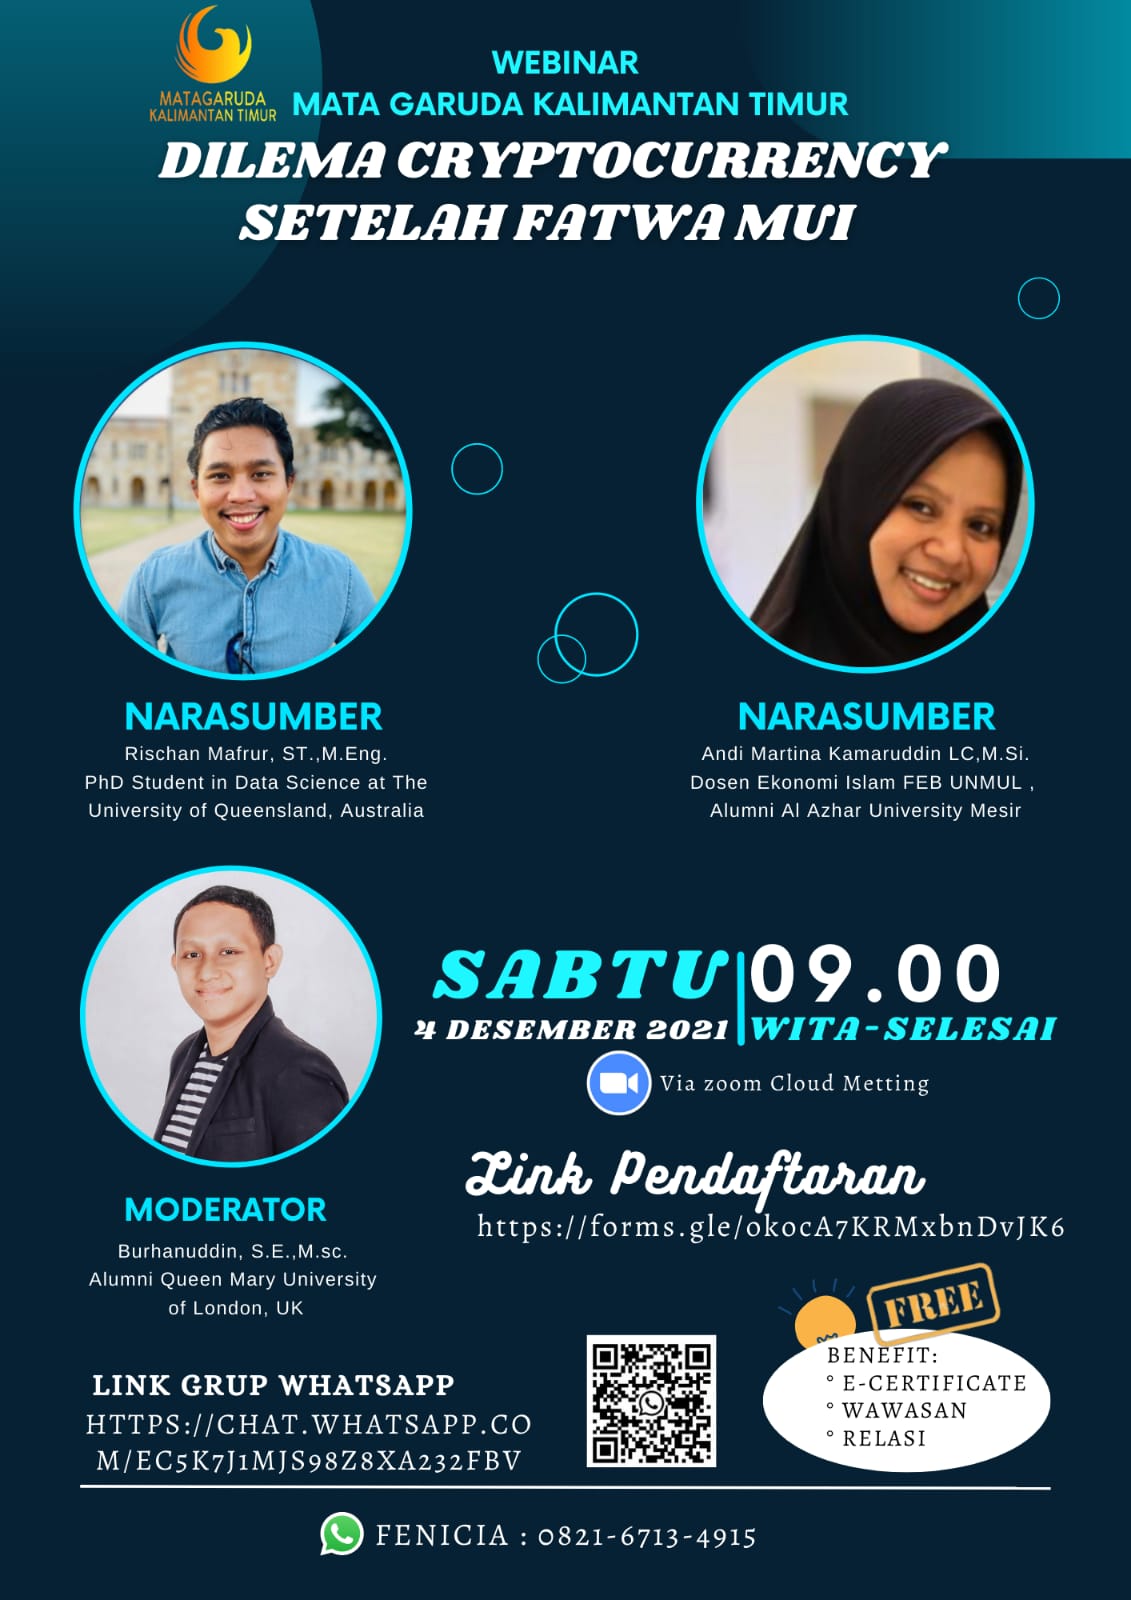 MATAGARUDA
KALIMANTAN TIMUR
WEBINAR
MATA GARUDA KALIMANTAN TIMUR
DILEMA CRYPTOCURRENCY
SETELAH FATWA MUI
NARASUMBER
Rischan Mafrur, ST.,M.Eng.
PhD Student in Data Science at The
University of Queensland, Australia
NARASUMBER
Andi Martina Kamaruddin LC,M.Si.
Dosen Ekonomi Islam FEB UNMUL ,
Alumni Al Azhar University Mesir
MODERATOR
Burhanuddin, S.E.,M.sc.
Alumni Queen Mary University
of London, UK
SABTU
4 DESEMBER 2021
09.00
WITA-SELESAI
Via zoom Cloud Metting
Link Pendaftaran
https://forms.gle/okocA7KRMxbnDvJK6
FREE
BENEFIT:
° E-CERTIFICATE
° WAWASAN
° RELASI
LINK GRUP WHATSAPP
HTTPS://CHAT.WHATSAPP.CO
M/EC5K7J1MJS98Z8XA232FBV
FENICIA : 0821-6713-4915